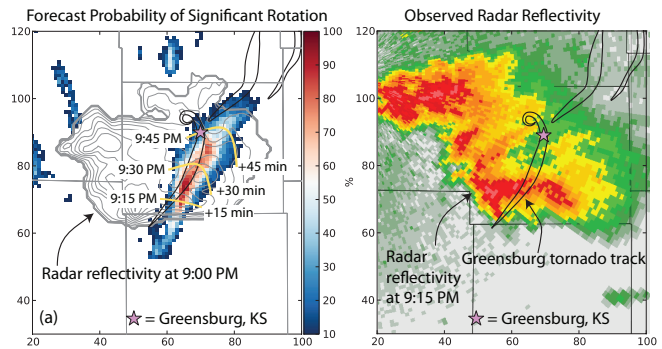 Forecast Probability of Significant Rotation
Observed Radar Reflectivity
120
100
80
60
40
20
40
60
80
100
9:45 PM
9:30 PM
9:15 PM
+45 min
+30 min
+15 min
Radar reflectivity at 9:00 PM
(a)
= Greensburg, KS
100
90
80
70
60
50
40
30
20
10
%
120
100
80
60
40
20
40
60
80
100
Radar
reflectivity
at 9:15 PM
Greensburg tornado track
= Greensburg, KS